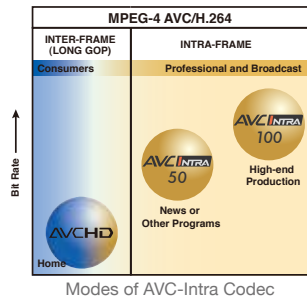 MPEG-4 AVC/H.264
INTER-FRAME
(LONG GOP)
INTRA-FRAME
Consumers
Professional and Broadcast
Bit Rate
AVC INTRA
100
High-end
Production
AVC INTRA
50
News or
Other Programs
AVCHD
Home
Modes of AVC-Intra Codec